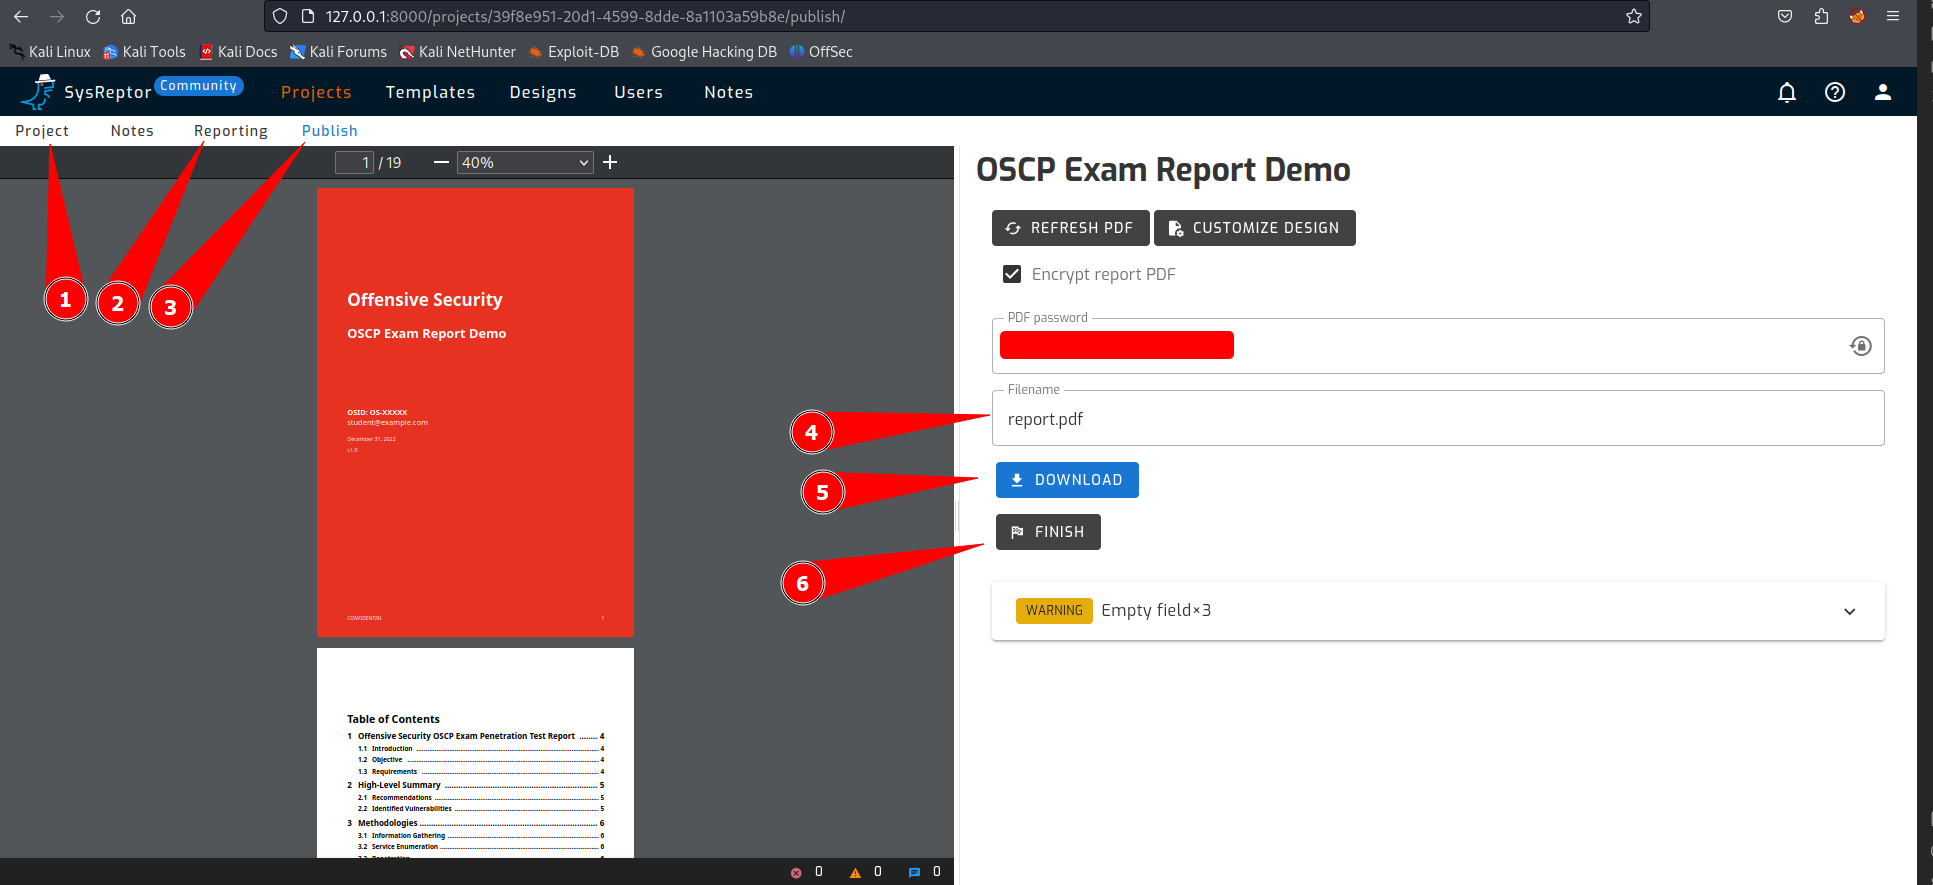 127.0.0.1:8000/projects/39f8e951-20d1-4599-8dde-8a1103a59b8e/publish/
Kali Linux Kali Tools Kali Docs Kali Forums Kali NetHunter Exploit-DB Google Hacking DB OffSec
SysReptor Community Projects Templates Designs Users Notes
Project Notes Reporting Publish
1 / 19 40%
OSCP Exam Report Demo
REFRESH PDF CUSTOMIZE DESIGN
Encrypt report PDF
PDF password
Filename
report.pdf
DOWNLOAD
FINISH
WARNING Empty field×3
1
2
3
4
5
6
Offensive Security
OSCP Exam Report Demo
OSID: OS-XXXXX
student@example.com
December 31, 2022
v1.0
CONFIDENTIAL 1
Table of Contents
1 Offensive Security OSCP Exam Penetration Test Report ........ 4
1.1 Introduction ........ 4
1.2 Objective ........ 4
1.3 Requirements ........ 4
2 High-Level Summary ........ 5
2.1 Recommendations ........ 5
2.2 Identified Vulnerabilities ........ 5
3 Methodologies ........ 6
3.1 Information Gathering ........ 6
3.2 Service Enumeration ........ 6
0 0 0